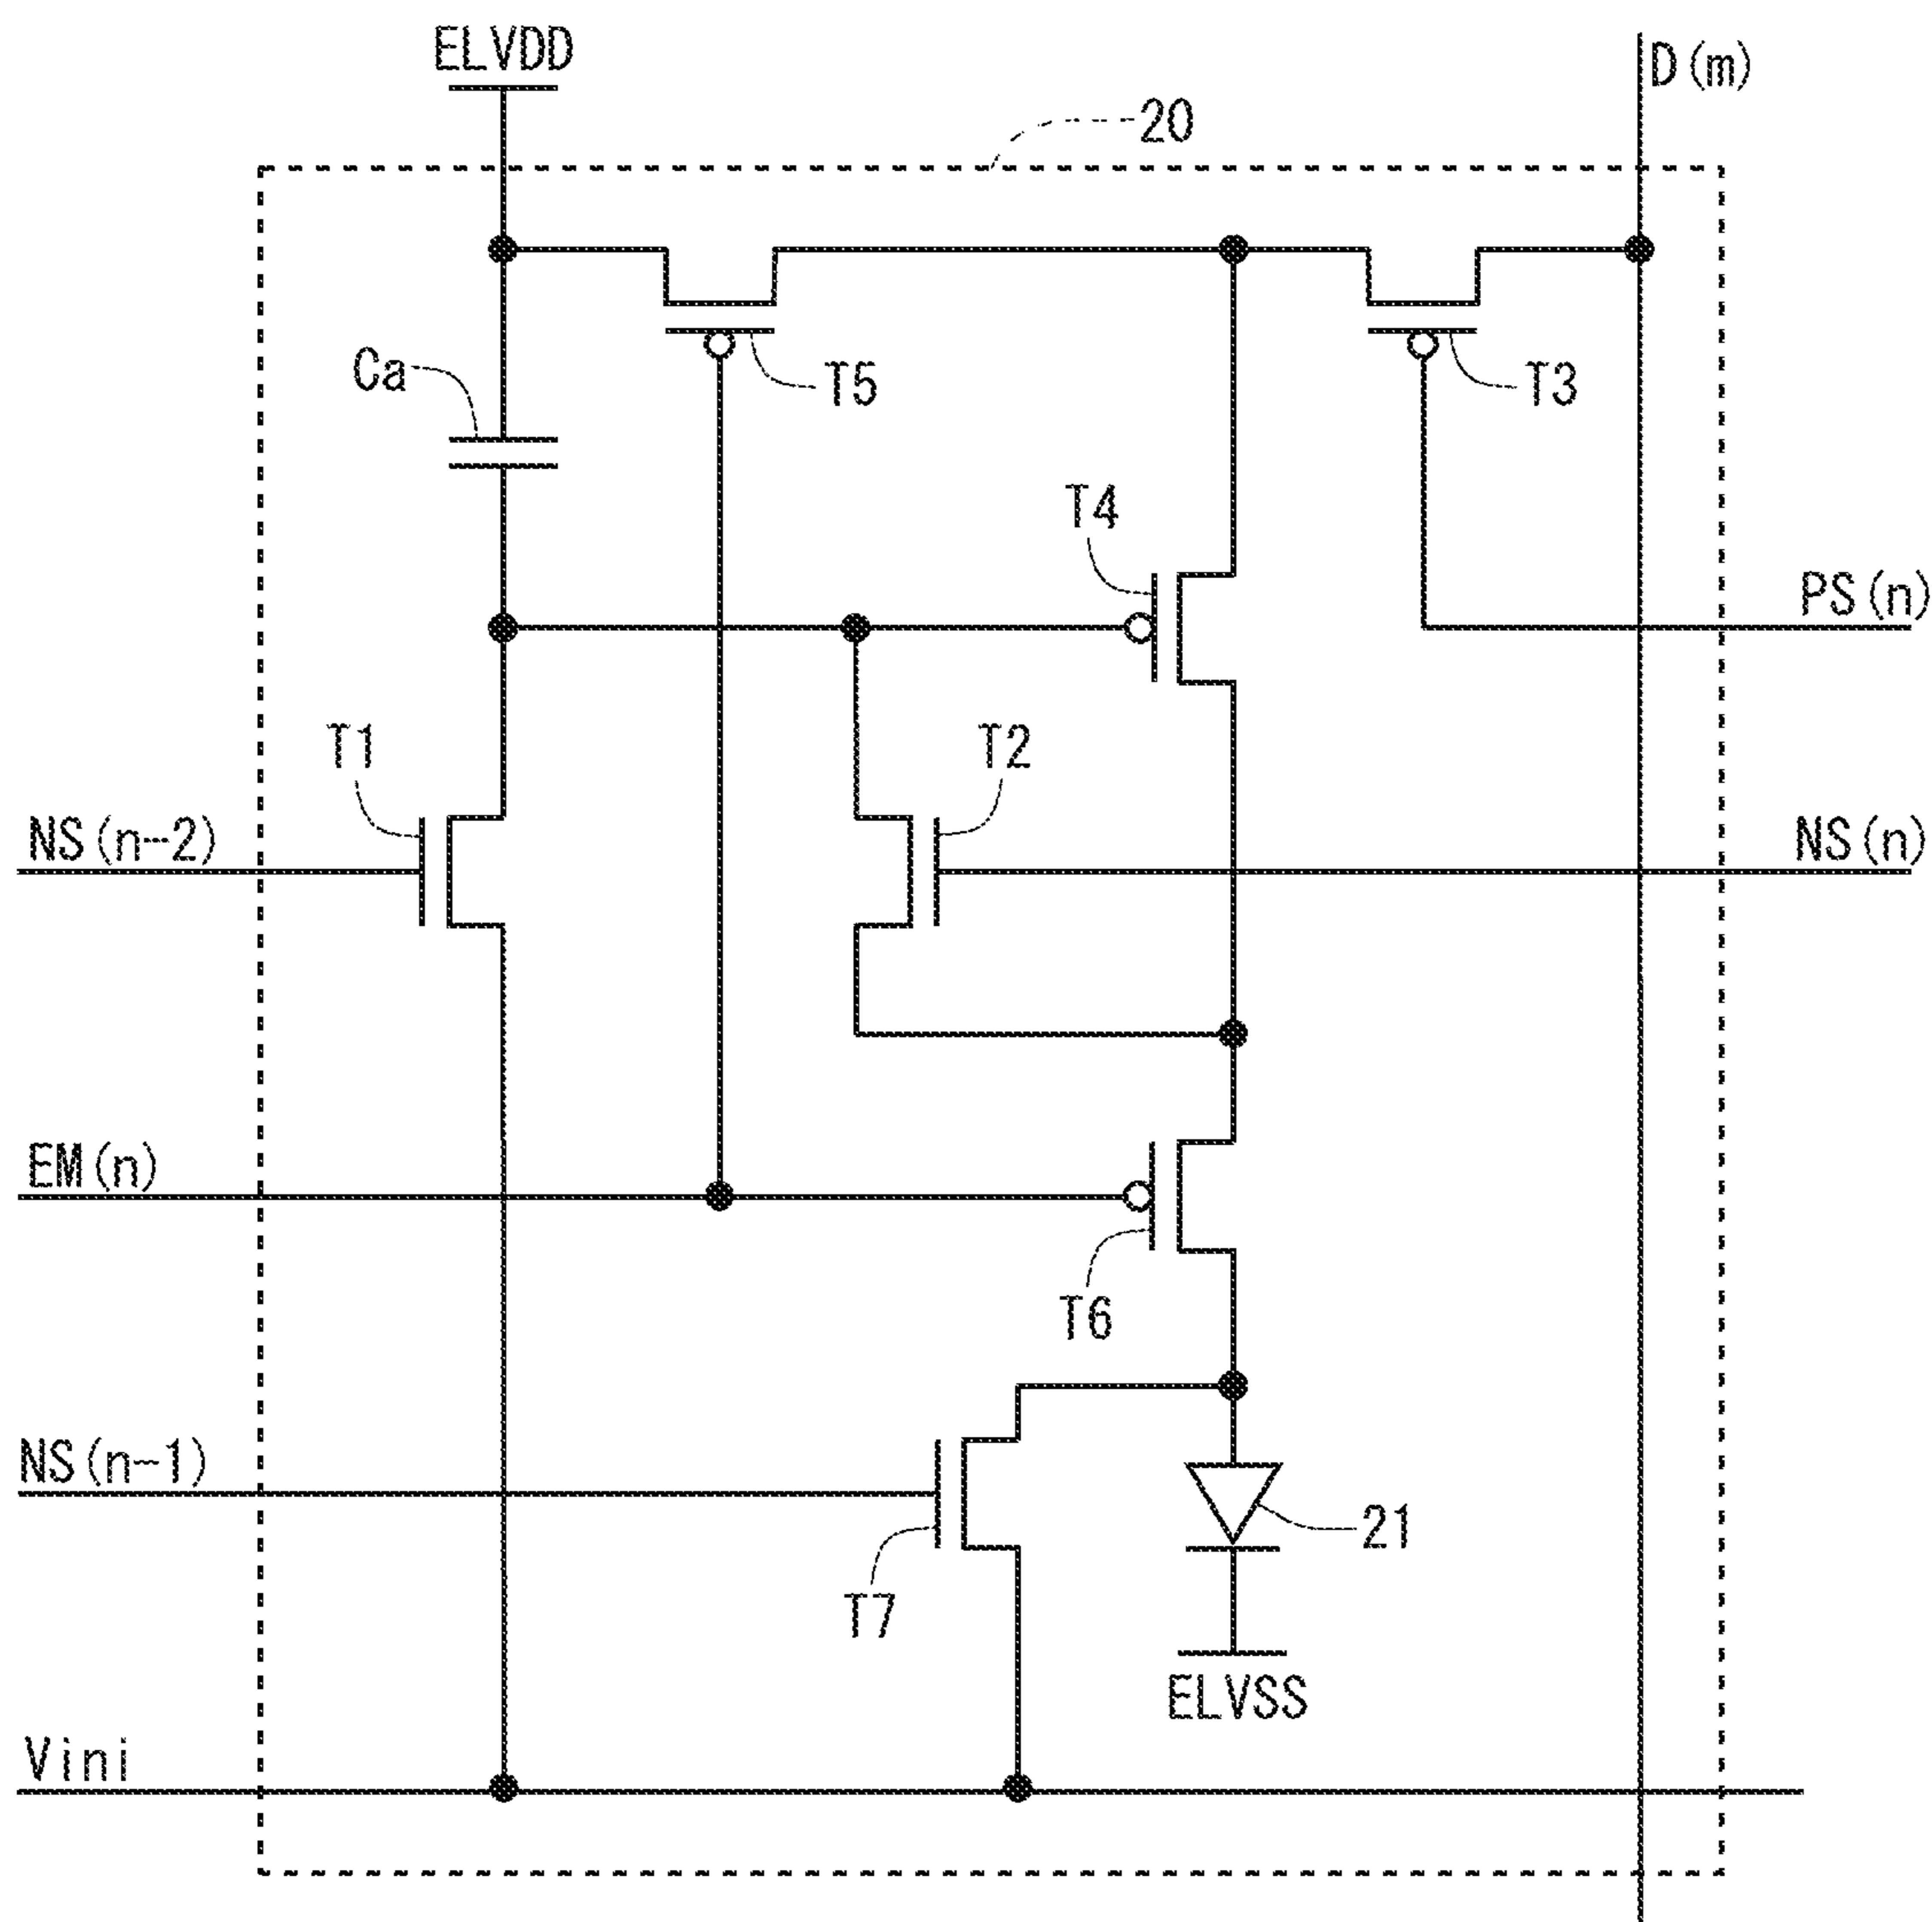 ELVDD
D(m)
20
Ca
T5
T3
T4
PS(n)
T1
T2
NS(n-2)
NS(n)
EM(n)
T6
NS(n-1)
21
T7
ELVSS
Vini